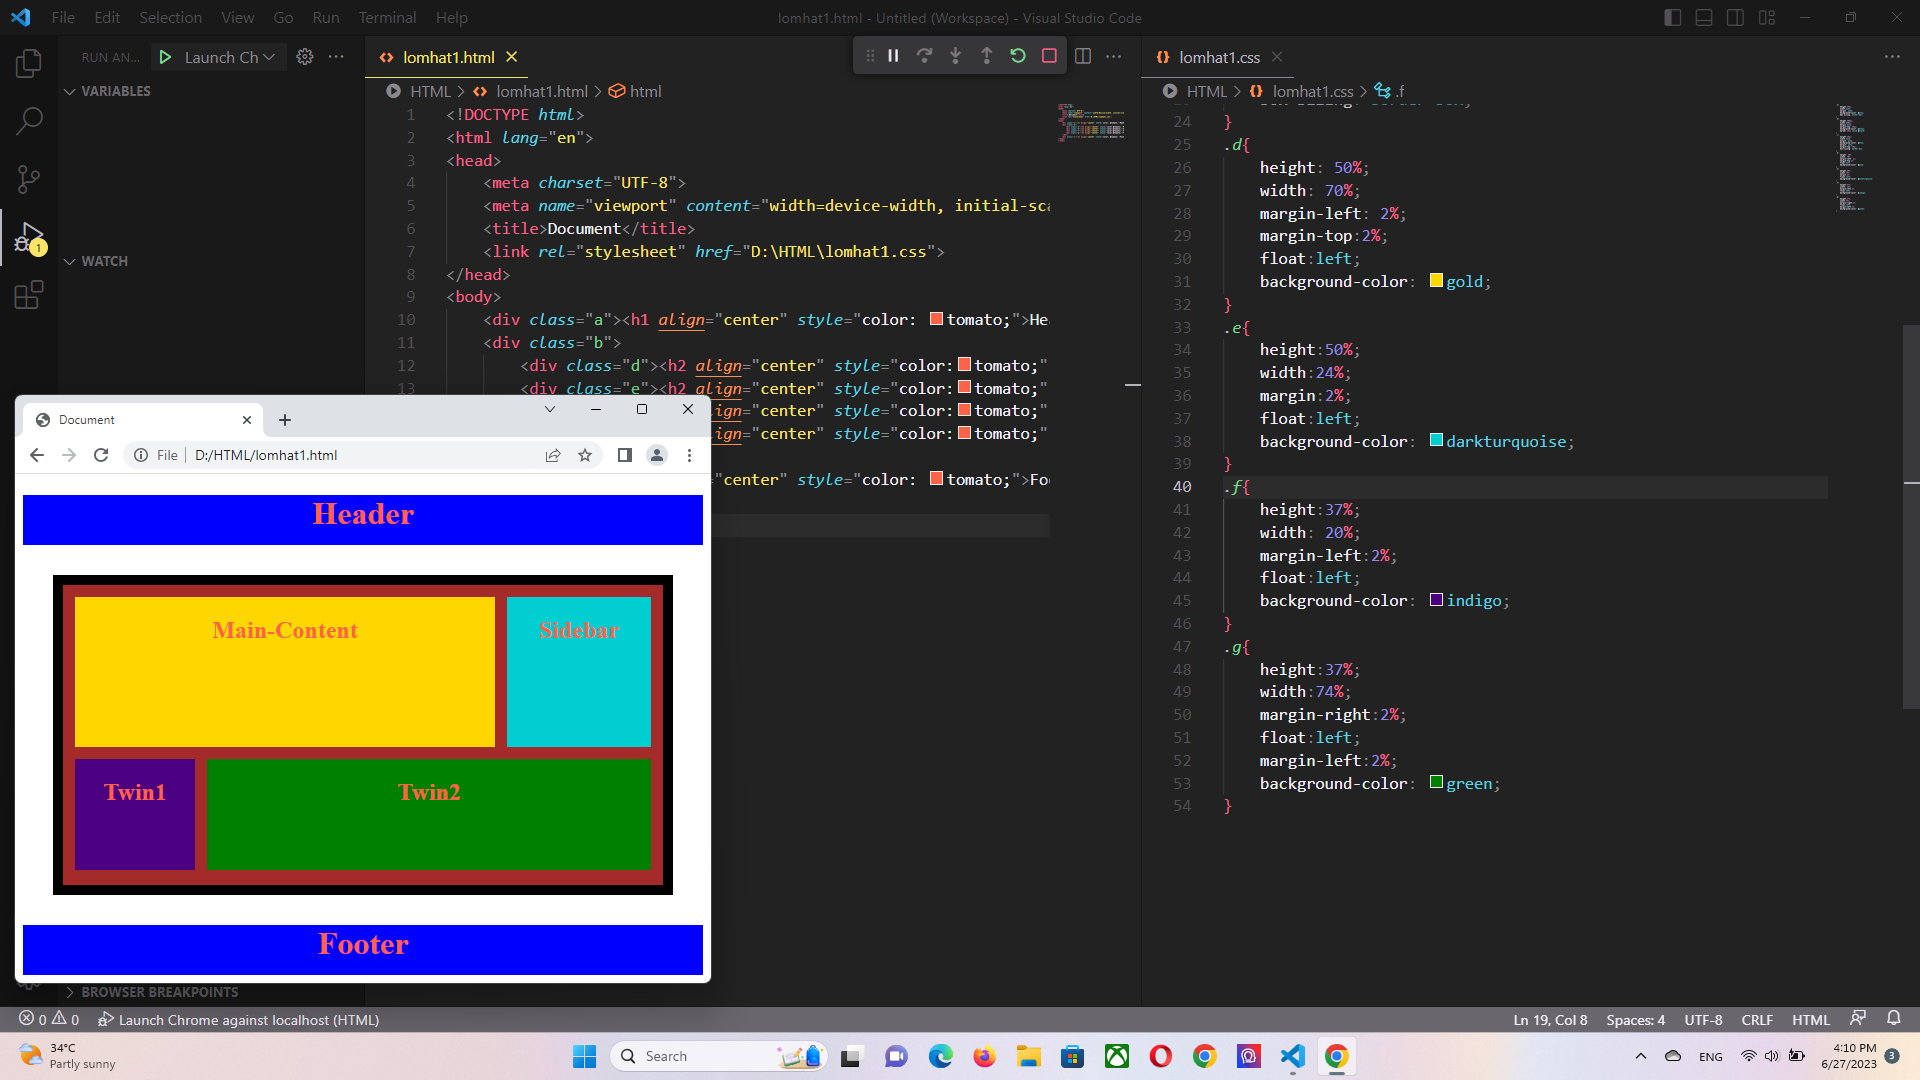 File Edit Selection View Go Run Terminal Help
lomhat1.html - Untitled (Workspace) - Visual Studio Code
RUN AN... Launch Ch
VARIABLES
WATCH
BROWSER BREAKPOINTS
1
lomhat1.html
HTML > lomhat1.html > html
1 <!DOCTYPE html>
2 <html lang="en">
3 <head>
4 <meta charset="UTF-8">
5 <meta name="viewport" content="width=device-width, initial-sca
6 <title>Document</title>
7 <link rel="stylesheet" href="D:\HTML\lomhat1.css">
8 </head>
9 <body>
10 <div class="a"><h1 align="center" style="color: tomato;">Hea
11 <div class="b">
12 <div class="d"><h2 align="center" style="color:tomato;"
13 <div class="e"><h2 align="center" style="color:tomato;"
ign="center" style="color:tomato;"
ign="center" style="color:tomato;"
="center" style="color: tomato;">Foo
lomhat1.css
HTML > lomhat1.css > .f
24 }
25 .d{
26 height: 50%;
27 width: 70%;
28 margin-left: 2%;
29 margin-top:2%;
30 float:left;
31 background-color: gold;
32 }
33 .e{
34 height:50%;
35 width:24%;
36 margin:2%;
37 float:left;
38 background-color: darkturquoise;
39 }
40 .f{
41 height:37%;
42 width: 20%;
43 margin-left:2%;
44 float:left;
45 background-color: indigo;
46 }
47 .g{
48 height:37%;
49 width:74%;
50 margin-right:2%;
51 float:left;
52 margin-left:2%;
53 background-color: green;
54 }
Document
File D:/HTML/lomhat1.html
Header
Main-Content
Sidebar
Twin1
Twin2
Footer
0 0 Launch Chrome against localhost (HTML)
Ln 19, Col 8 Spaces: 4 UTF-8 CRLF HTML
34°C
Partly sunny
Search
ENG
4:10 PM
6/27/2023
3